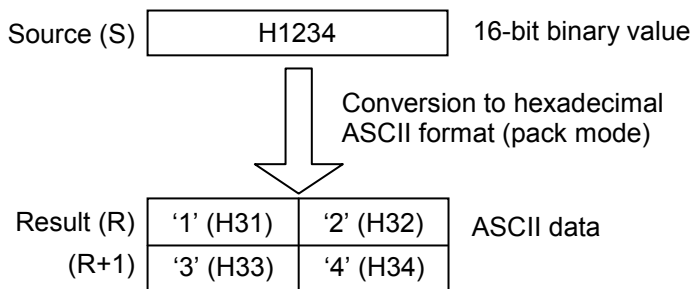 Source (S) H1234 16-bit binary value
Conversion to hexadecimal
ASCII format (pack mode)
Result (R) ‘1’ (H31) ‘2’ (H32) ASCII data
(R+1) ‘3’ (H33) ‘4’ (H34)